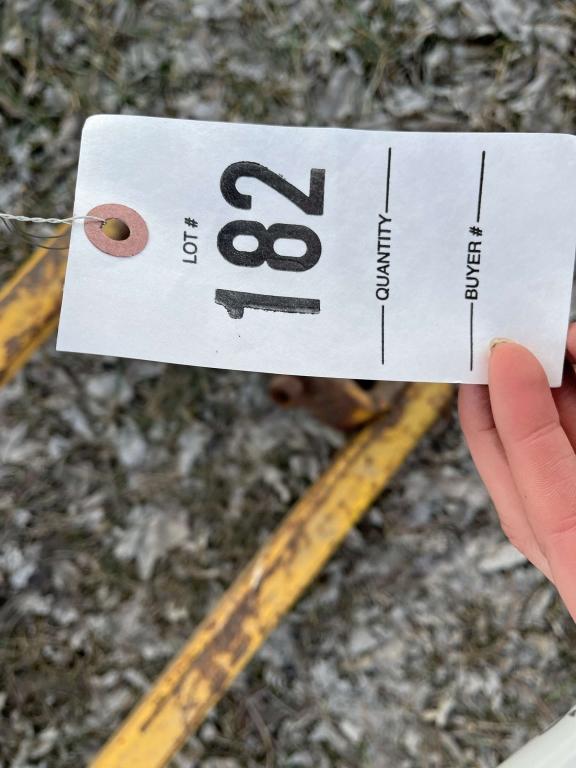 LOT #
182
QUANTITY
BUYER #